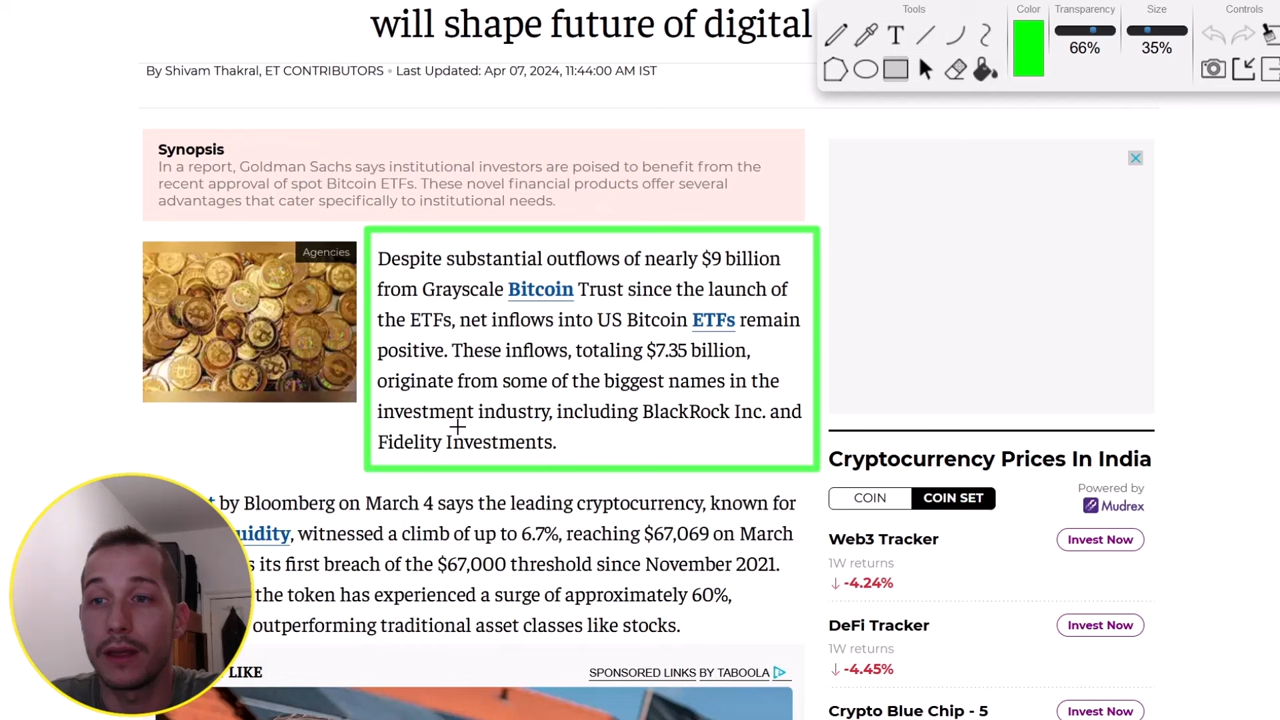 will shape future of digital
By Shivam Thakral, ET CONTRIBUTORS • Last Updated: Apr 07, 2024, 11:44:00 AM IST
Tools
Color
Transparency
Size
Controls
T
66%
35%
Synopsis
In a report, Goldman Sachs says institutional investors are poised to benefit from the
recent approval of spot Bitcoin ETFs. These novel financial products offer several
advantages that cater specifically to institutional needs.
Agencies
Despite substantial outflows of nearly $9 billion
from Grayscale Bitcoin Trust since the launch of
the ETFs, net inflows into US Bitcoin ETFs remain
positive. These inflows, totaling $7.35 billion,
originate from some of the biggest names in the
investment industry, including BlackRock Inc. and
Fidelity Investments.
by Bloomberg on March 4 says the leading cryptocurrency, known for
uidity, witnessed a climb of up to 6.7%, reaching $67,069 on March
s its first breach of the $67,000 threshold since November 2021.
the token has experienced a surge of approximately 60%,
outperforming traditional asset classes like stocks.
LIKE
SPONSORED LINKS BY TABOOLA
Cryptocurrency Prices In India
COIN
COIN SET
Powered by
Mudrex
Web3 Tracker
Invest Now
1W returns
↓ -4.24%
DeFi Tracker
Invest Now
1W returns
↓ -4.45%
Crypto Blue Chip - 5
Invest Now